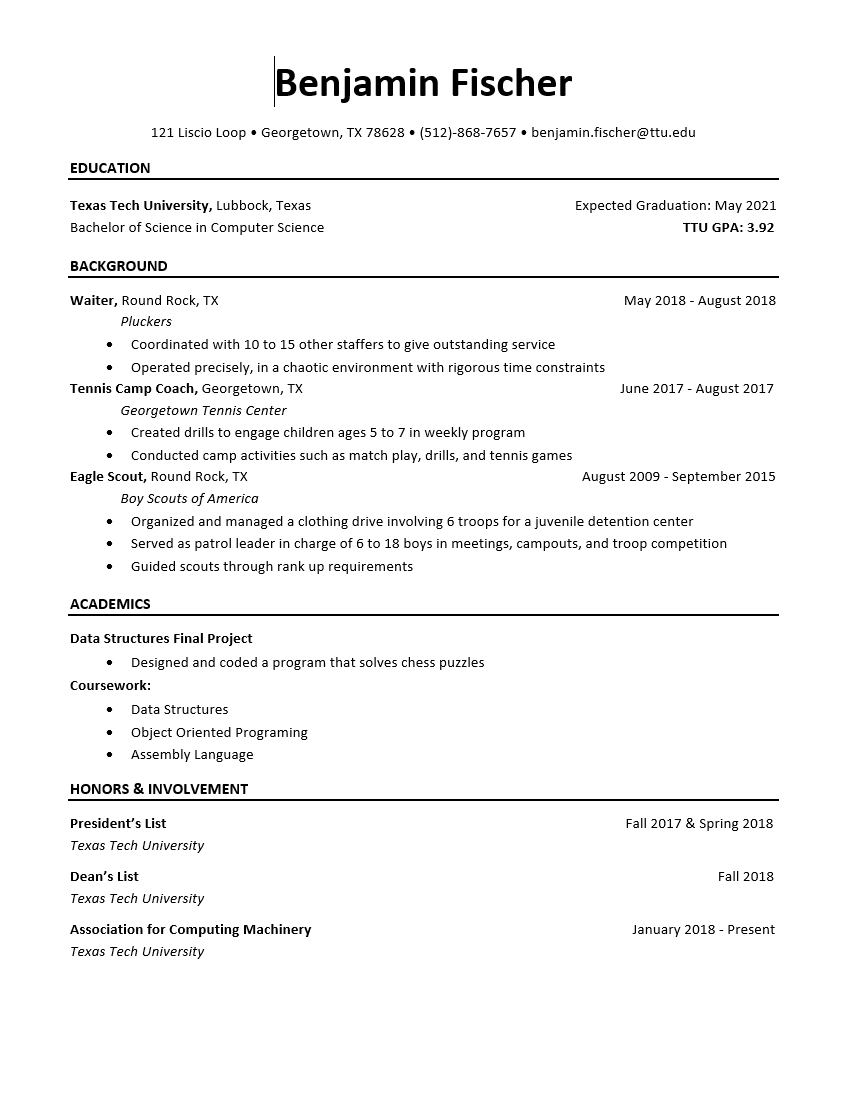 Benjamin Fischer
121 Liscio Loop • Georgetown, TX 78628 • (512)-868-7657 • benjamin.fischer@ttu.edu
EDUCATION
Texas Tech University, Lubbock, Texas Expected Graduation: May 2021
Bachelor of Science in Computer Science TTU GPA: 3.92
BACKGROUND
Waiter, Round Rock, TX May 2018 - August 2018
Pluckers
• Coordinated with 10 to 15 other staffers to give outstanding service
• Operated precisely, in a chaotic environment with rigorous time constraints
Tennis Camp Coach, Georgetown, TX June 2017 - August 2017
Georgetown Tennis Center
• Created drills to engage children ages 5 to 7 in weekly program
• Conducted camp activities such as match play, drills, and tennis games
Eagle Scout, Round Rock, TX August 2009 - September 2015
Boy Scouts of America
• Organized and managed a clothing drive involving 6 troops for a juvenile detention center
• Served as patrol leader in charge of 6 to 18 boys in meetings, campouts, and troop competition
• Guided scouts through rank up requirements
ACADEMICS
Data Structures Final Project
• Designed and coded a program that solves chess puzzles
Coursework:
• Data Structures
• Object Oriented Programing
• Assembly Language
HONORS & INVOLVEMENT
President’s List Fall 2017 & Spring 2018
Texas Tech University
Dean’s List Fall 2018
Texas Tech University
Association for Computing Machinery January 2018 - Present
Texas Tech University